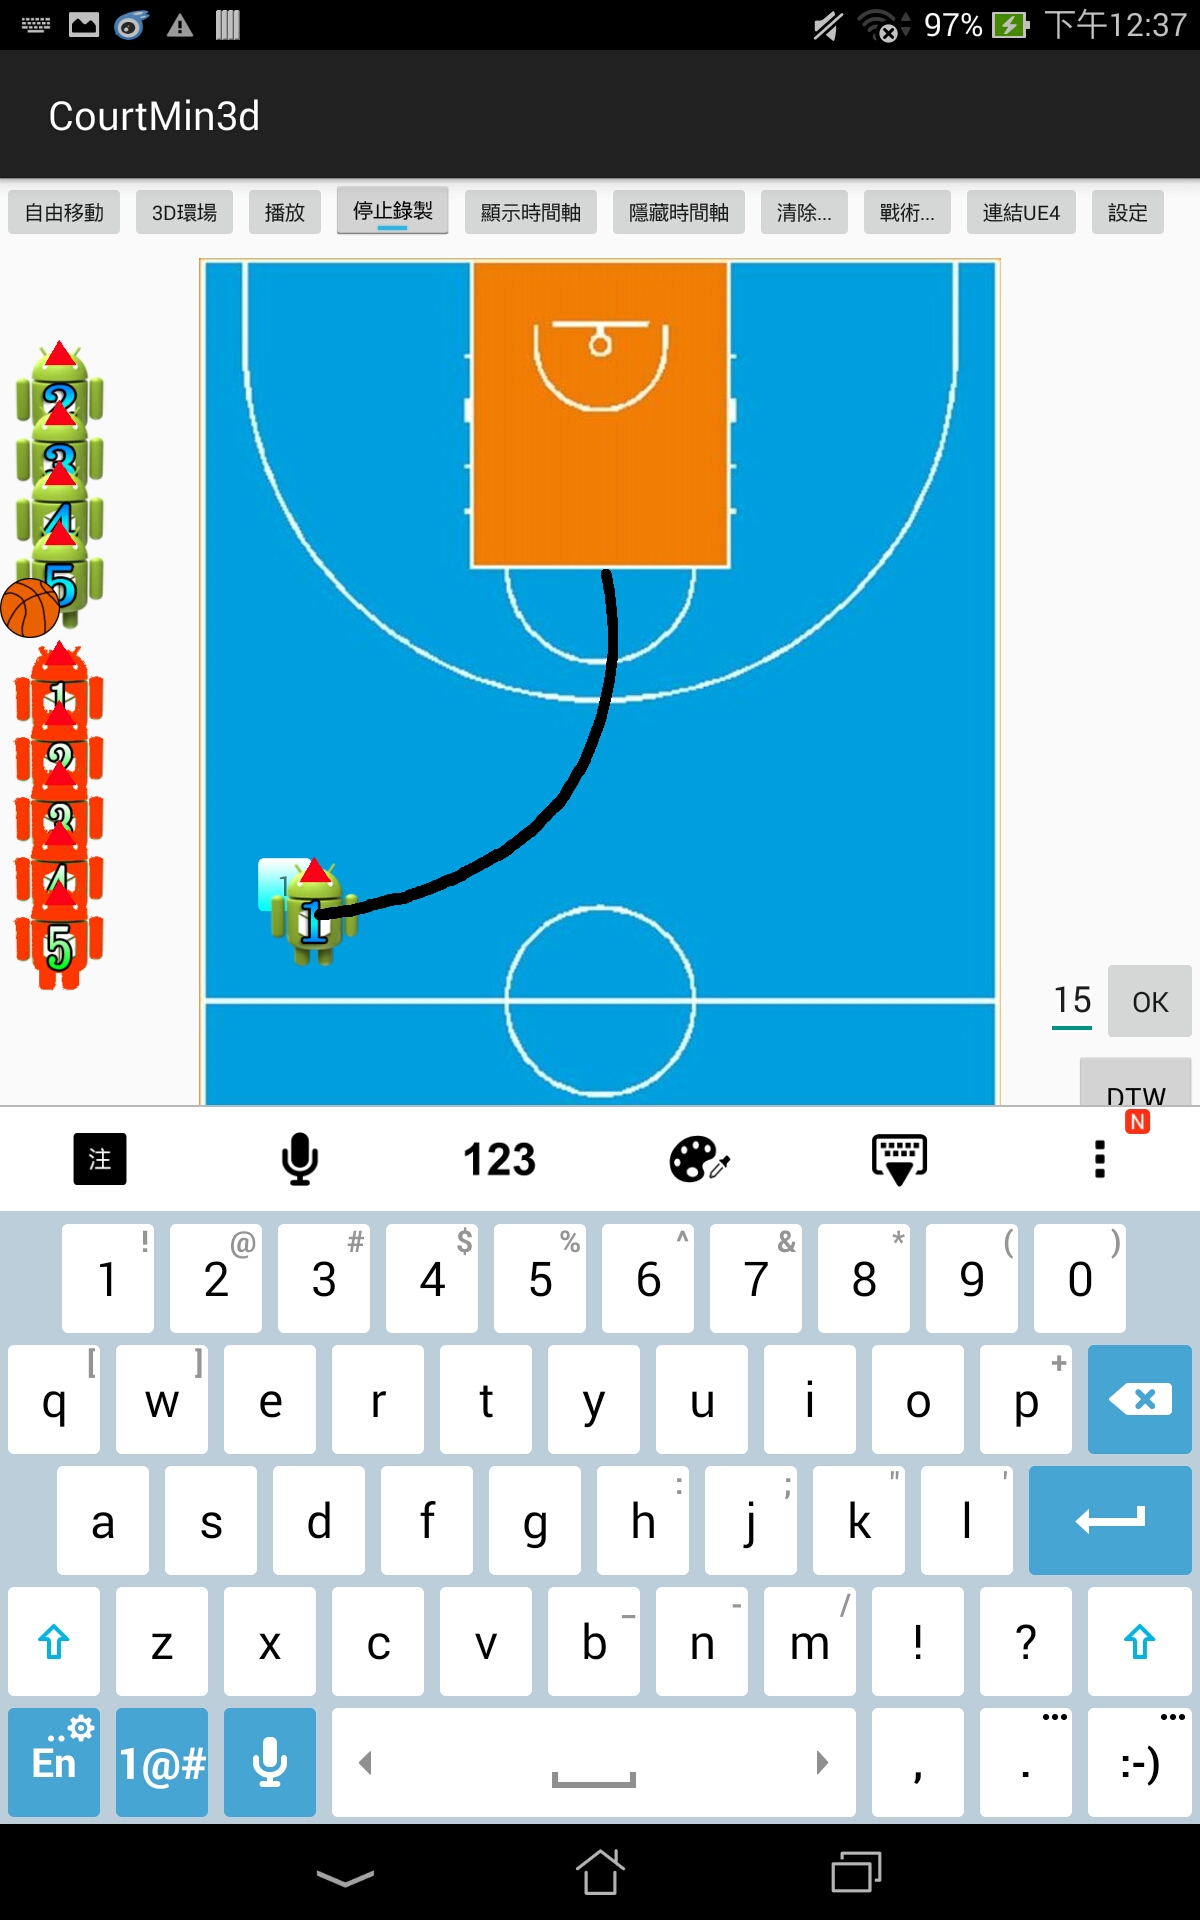 97% 下午12:37
CourtMin3d
自由移動 3D環場 播放 停止錄製 顯示時間軸 隱藏時間軸 清除... 戰術... 連結UE4 設定
2
3
4
5
1
2
3
4
5
1
1
15 OK
DTW
N
注 123
! @ # $ % ^ & * ( )
1 2 3 4 5 6 7 8 9 0
[ ] +
q w e r t y u i o p
: ; " '
a s d f g h j k l
_ - /
z x c v b n m ! ?
En 1@# , . :-)